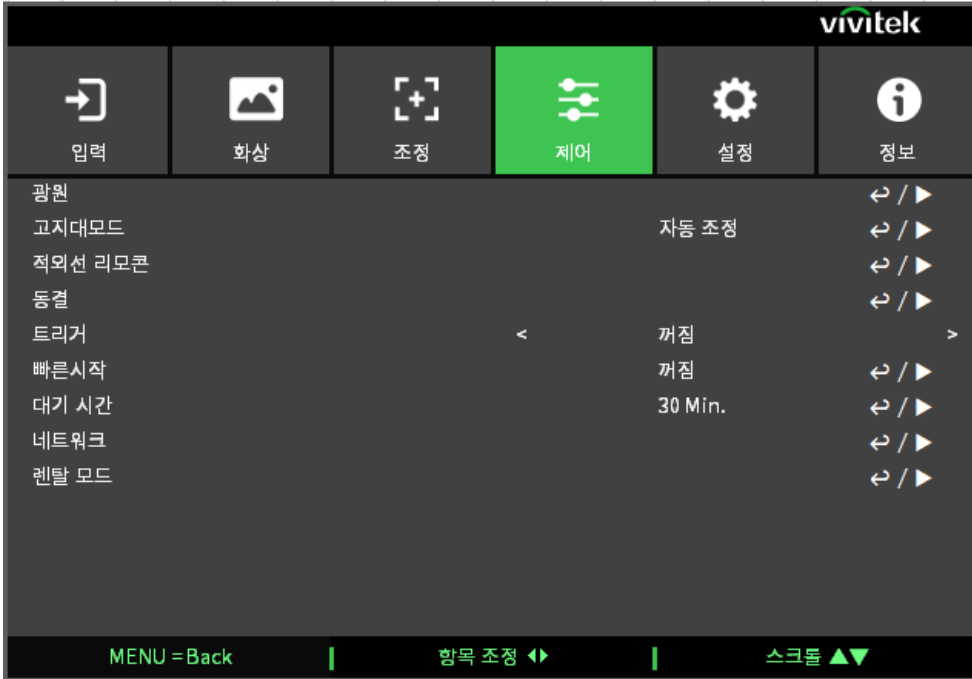 vivitek
입력 화상 조정 제어 설정 정보
광원
고지대모드 자동 조정
적외선 리모콘
동결
트리거 < 꺼짐 >
빠른시작 꺼짐
대기 시간 30 Min.
네트워크
렌탈 모드
MENU = Back 항목 조정 스크롤